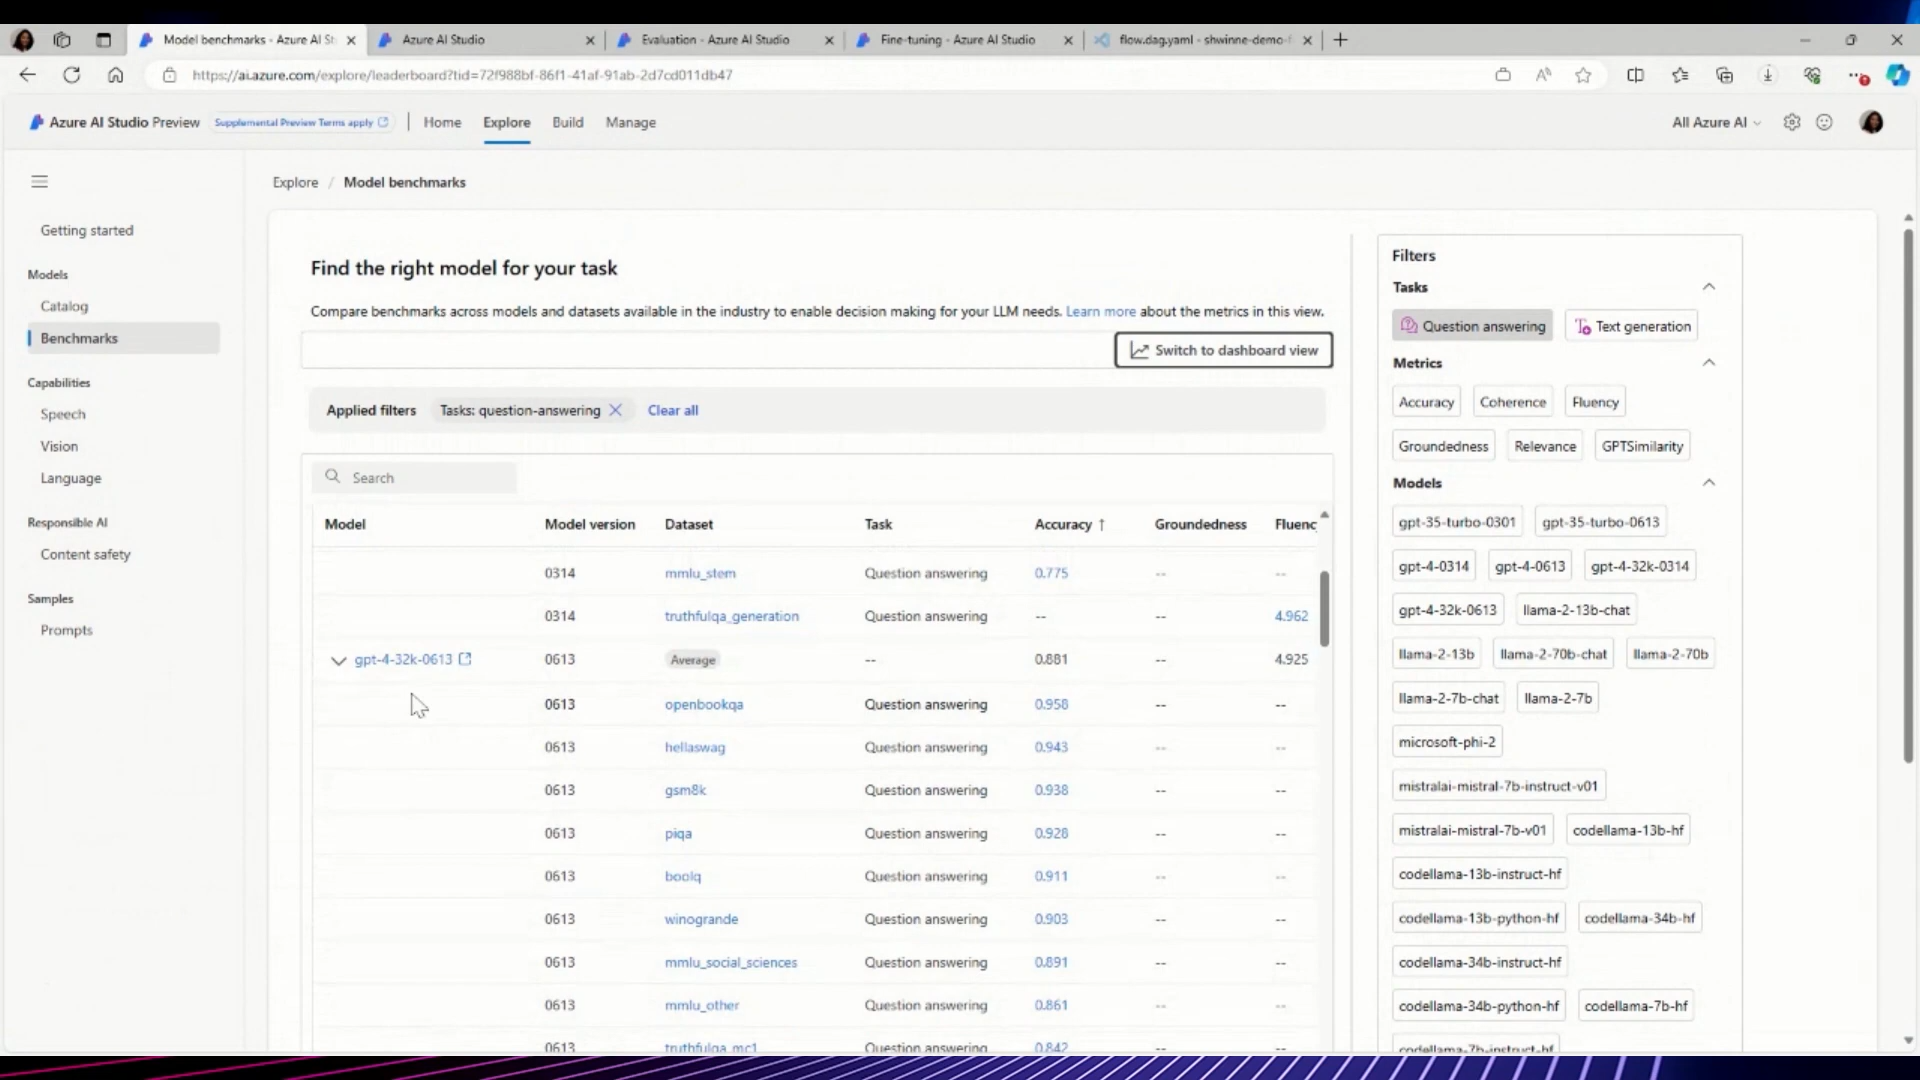 Model benchmarks - Azure AI St
Azure AI Studio
Evaluation - Azure AI Studio
Fine-tuning - Azure AI Studio
flow.dag.yaml - shwinne-demo-f
https://ai.azure.com/explore/leaderboard?tid=72f988bf-86f1-41af-91ab-2d7cd011db47
Azure AI Studio Preview
Supplemental Preview Terms apply
Home
Explore
Build
Manage
All Azure AI
Explore / Model benchmarks
Getting started
Models
Catalog
Benchmarks
Capabilities
Speech
Vision
Language
Responsible AI
Content safety
Samples
Prompts
Find the right model for your task
Compare benchmarks across models and datasets available in the industry to enable decision making for your LLM needs. Learn more about the metrics in this view.
Switch to dashboard view
Applied filters Tasks: question-answering Clear all
Search
Model Model version Dataset Task Accuracy ↑ Groundedness Fluenc
0314 mmlu_stem Question answering 0.775 -- --
0314 truthfulqa_generation Question answering -- -- 4.962
gpt-4-32k-0613 0613 Average -- 0.881 -- 4.925
0613 openbookqa Question answering 0.958 -- --
0613 hellaswag Question answering 0.943 -- --
0613 gsm8k Question answering 0.938 -- --
0613 piqa Question answering 0.928 -- --
0613 boolq Question answering 0.911 -- --
0613 winogrande Question answering 0.903 -- --
0613 mmlu_social_sciences Question answering 0.891 -- --
0613 mmlu_other Question answering 0.861 -- --
0613 truthfulqa_mc1 Question answering 0.842 -- --
Filters
Tasks
Question answering Text generation
Metrics
Accuracy Coherence Fluency
Groundedness Relevance GPTSimilarity
Models
gpt-35-turbo-0301 gpt-35-turbo-0613
gpt-4-0314 gpt-4-0613 gpt-4-32k-0314
gpt-4-32k-0613 llama-2-13b-chat
llama-2-13b llama-2-70b-chat llama-2-70b
llama-2-7b-chat llama-2-7b
microsoft-phi-2
mistralai-mistral-7b-instruct-v01
mistralai-mistral-7b-v01 codellama-13b-hf
codellama-13b-instruct-hf
codellama-13b-python-hf codellama-34b-hf
codellama-34b-instruct-hf
codellama-34b-python-hf codellama-7b-hf
codellama-7b-instruct-hf